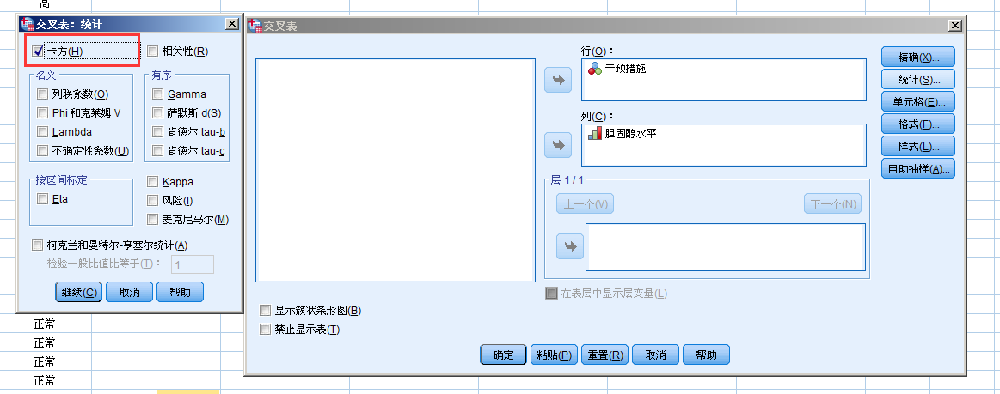 高
交叉表：统计
卡方(H)
相关性(R)
名义
列联系数(O)
Phi 和克莱姆 V
Lambda
不确定性系数(U)
有序
Gamma
萨默斯 d(S)
肯德尔 tau-b
肯德尔 tau-c
按区间标定
Eta
Kappa
风险(I)
麦克尼马尔(M)
柯克兰和曼特尔-亨塞尔统计(A)
检验一般比值比等于(T)：
1
继续(C)
取消
帮助
正常
正常
正常
正常
交叉表
行(O)：
干预措施
列(C)：
胆固醇水平
层 1 / 1
上一个(V)
下一个(N)
在表层中显示层变量(L)
显示簇状条形图(B)
禁止显示表(T)
精确(X)...
统计(S)...
单元格(E)...
格式(F)...
样式(L)...
自助抽样(A)...
确定
粘贴(P)
重置(R)
取消
帮助